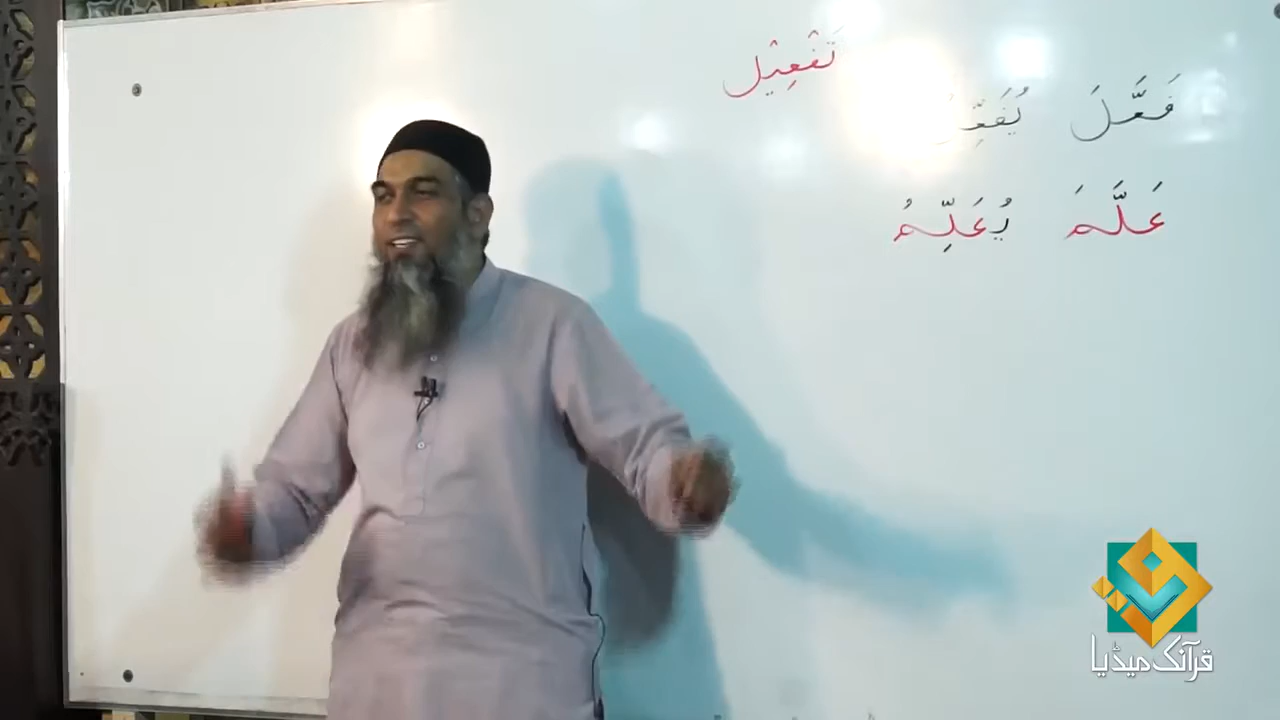 تَفْعِيْل
فَعَّلَ يُفَعِّ
عَلَّمَ يُعَلِّمُ
قرآنک میڈیا